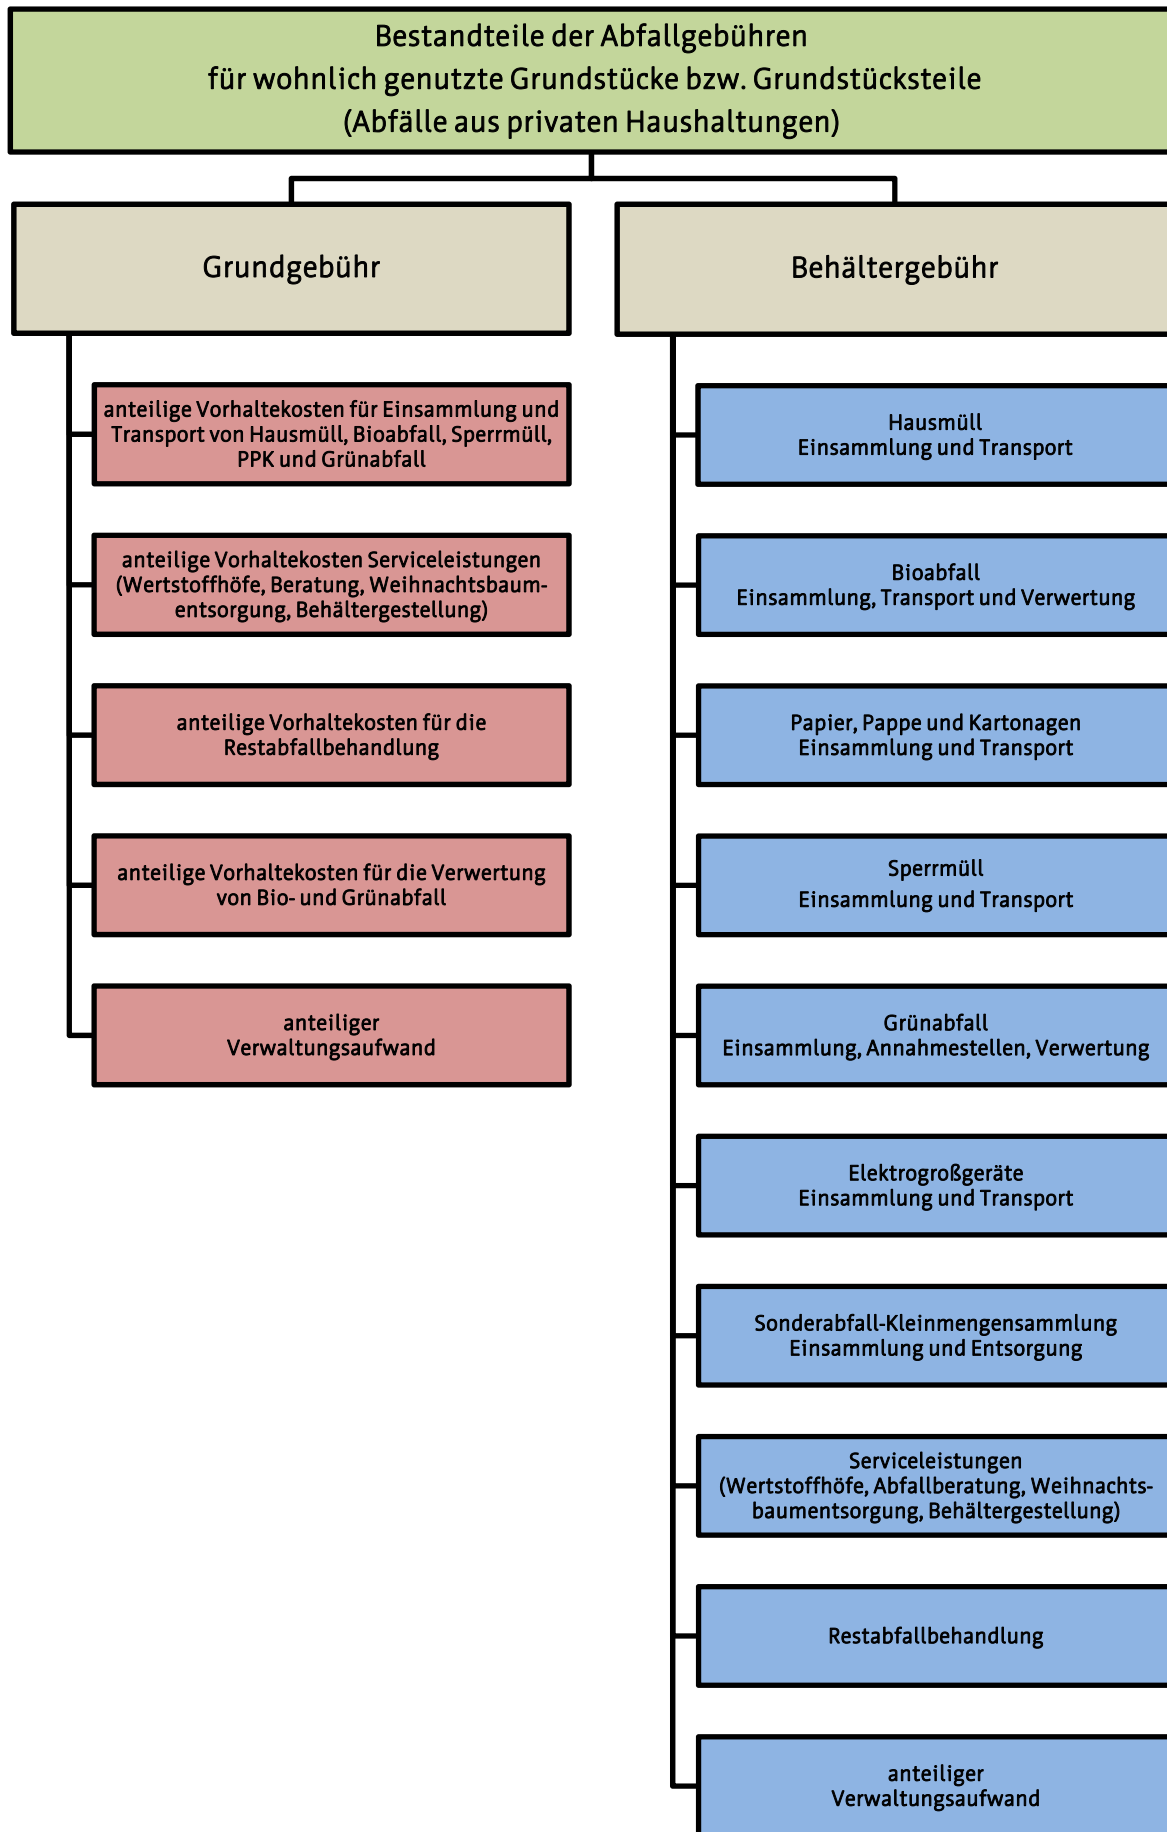 Bestandteile der Abfallgebühren
für wohnlich genutzte Grundstücke bzw. Grundstücksteile
(Abfälle aus privaten Haushaltungen)
Grundgebühr
anteilige Vorhaltekosten für Einsammlung und
Transport von Hausmüll, Bioabfall, Sperrmüll,
PPK und Grünabfall
anteilige Vorhaltekosten Serviceleistungen
(Wertstoffhöfe, Beratung, Weihnachtsbaum-
entsorgung, Behältergestellung)
anteilige Vorhaltekosten für die
Restabfallbehandlung
anteilige Vorhaltekosten für die Verwertung
von Bio- und Grünabfall
anteiliger
Verwaltungsaufwand
Behältergebühr
Hausmüll
Einsammlung und Transport
Bioabfall
Einsammlung, Transport und Verwertung
Papier, Pappe und Kartonagen
Einsammlung und Transport
Sperrmüll
Einsammlung und Transport
Grünabfall
Einsammlung, Annahmestellen, Verwertung
Elektrogroßgeräte
Einsammlung und Transport
Sonderabfall-Kleinmengensammlung
Einsammlung und Entsorgung
Serviceleistungen
(Wertstoffhöfe, Abfallberatung, Weihnachts-
baumentsorgung, Behältergestellung)
Restabfallbehandlung
anteiliger
Verwaltungsaufwand